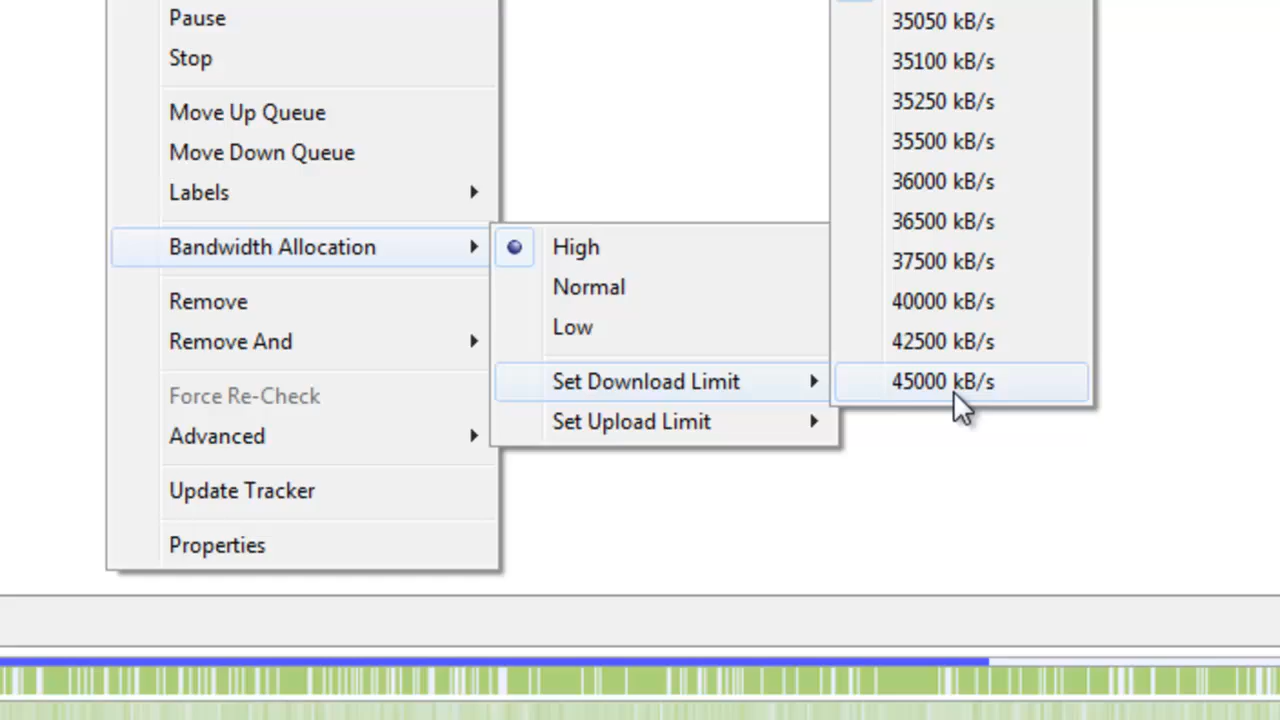 Pause
Stop
Move Up Queue
Move Down Queue
Labels
Bandwidth Allocation
Remove
Remove And
Force Re-Check
Advanced
Update Tracker
Properties
High
Normal
Low
Set Download Limit
Set Upload Limit
35050 kB/s
35100 kB/s
35250 kB/s
35500 kB/s
36000 kB/s
36500 kB/s
37500 kB/s
40000 kB/s
42500 kB/s
45000 kB/s